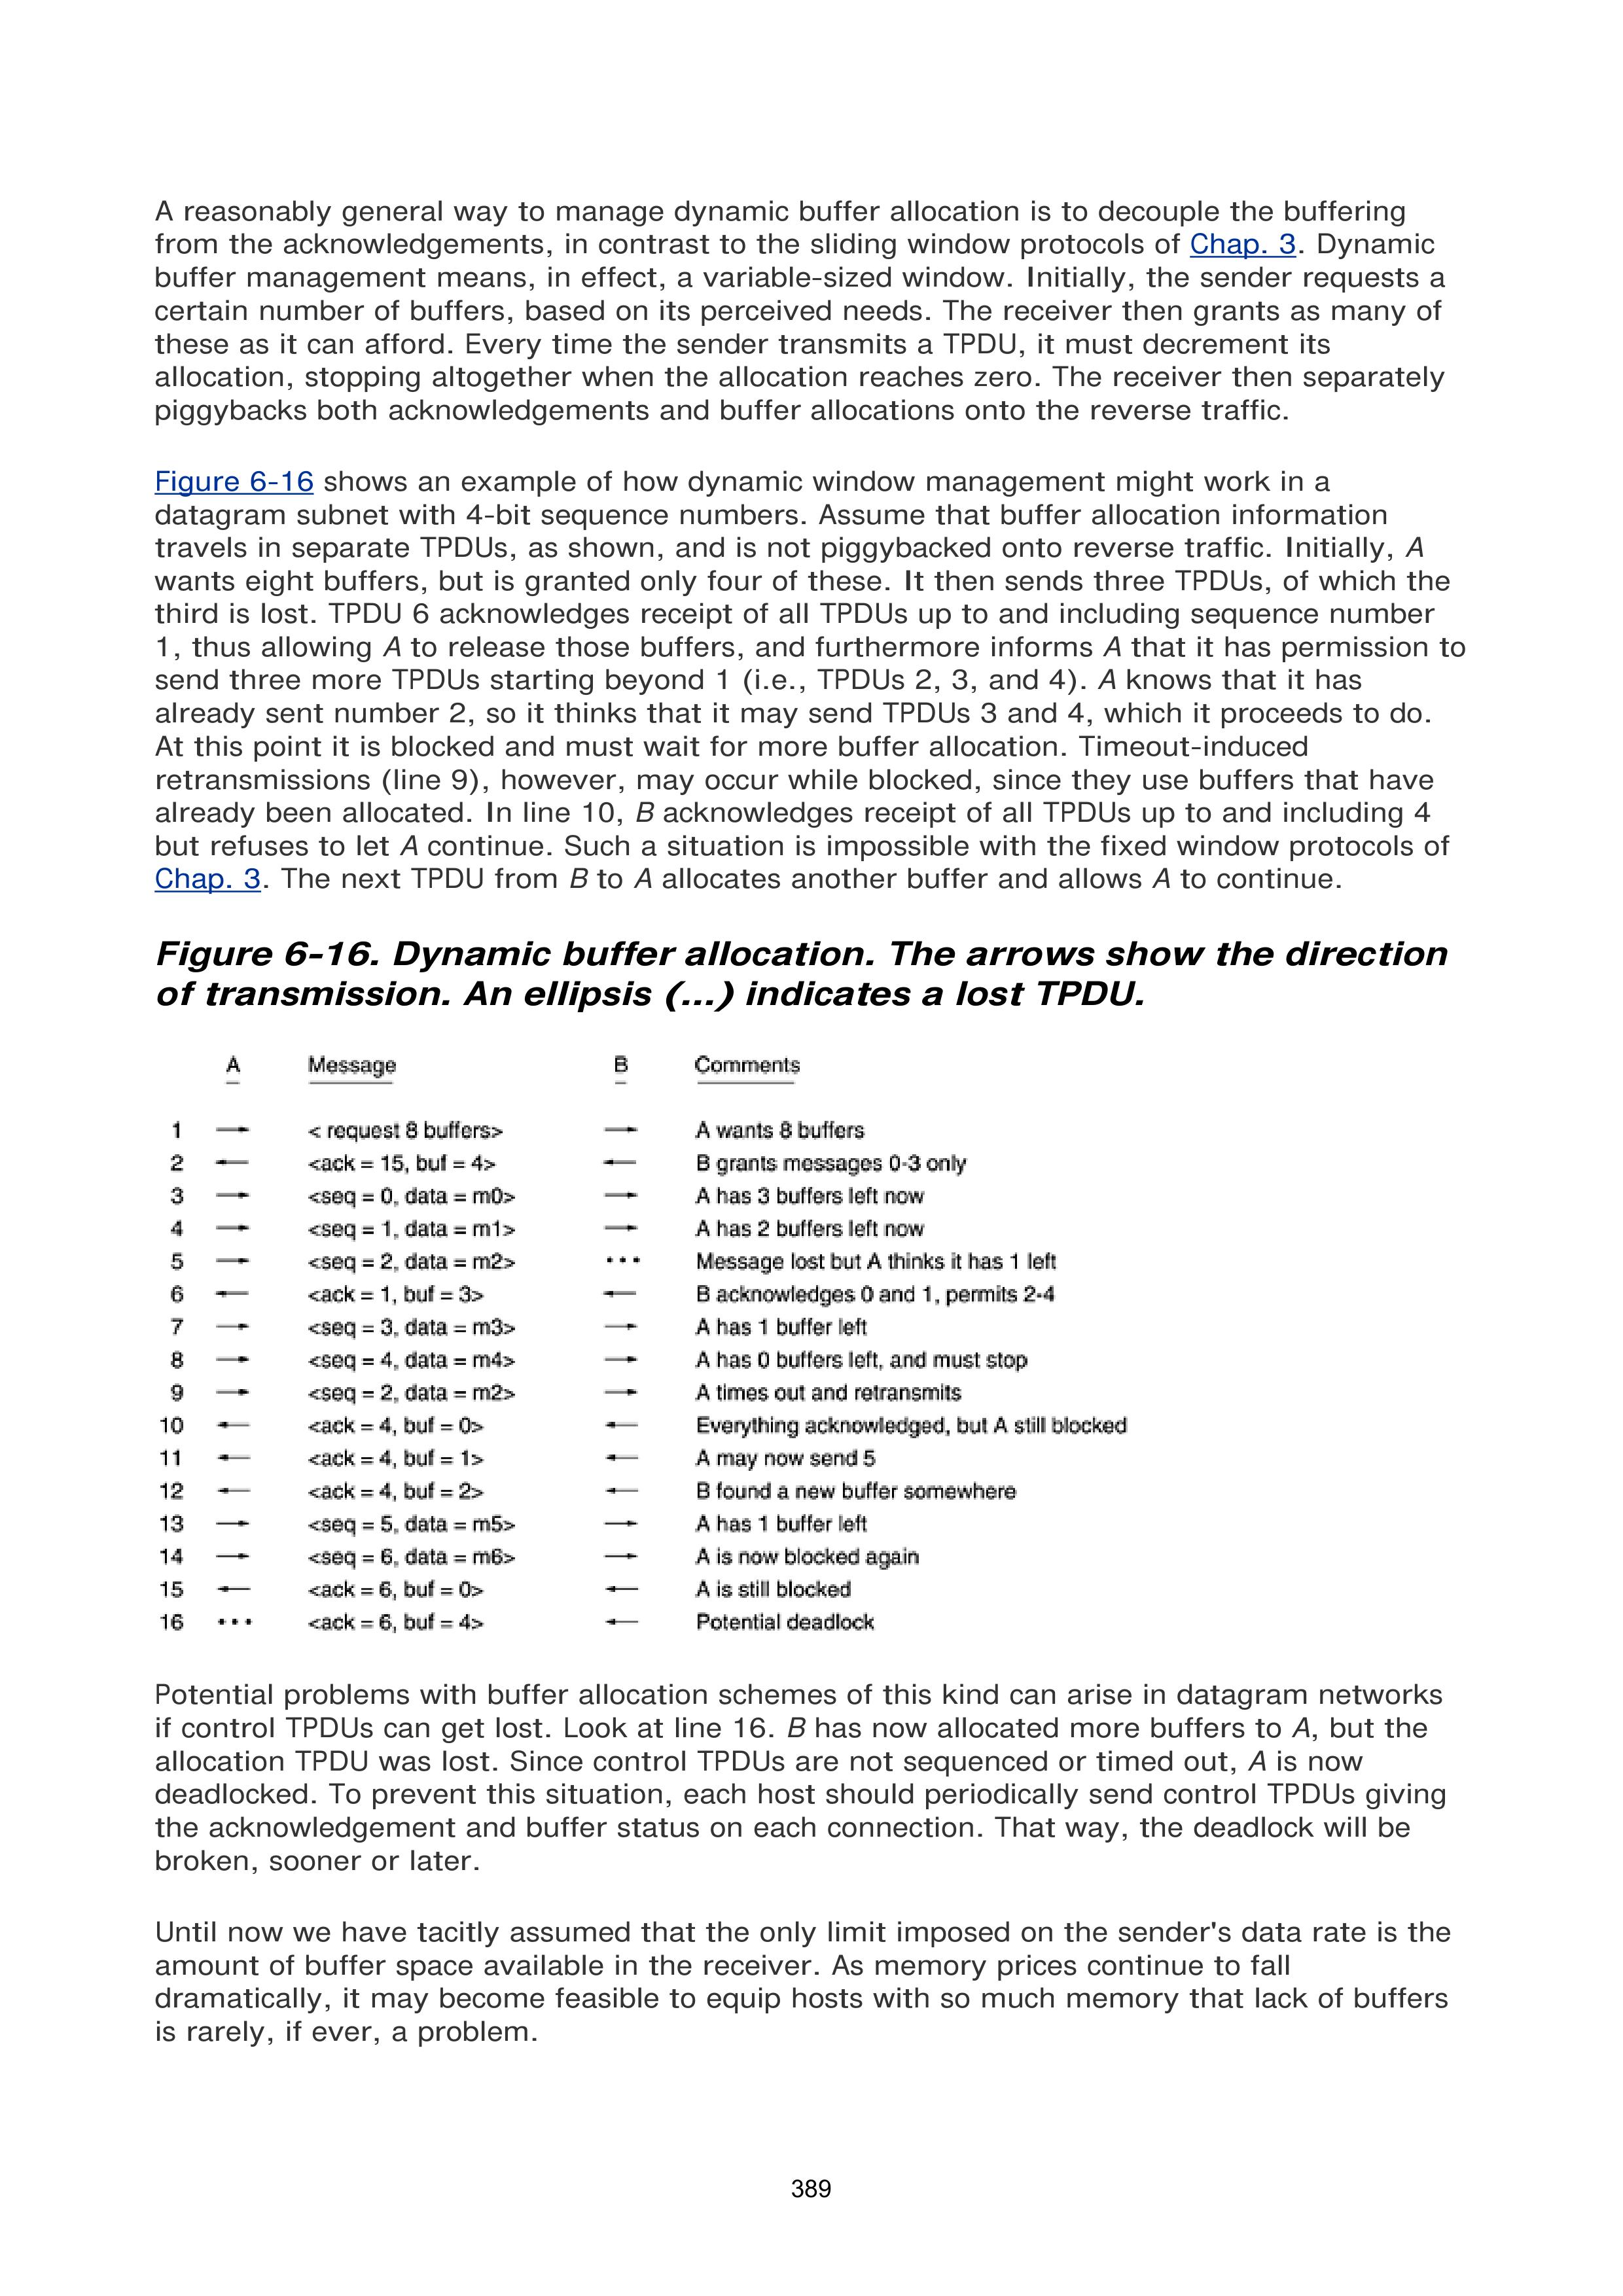 A reasonably general way to manage dynamic buffer allocation is to decouple the buffering
from the acknowledgements, in contrast to the sliding window protocols of Chap. 3. Dynamic
buffer management means, in effect, a variable-sized window. Initially, the sender requests a
certain number of buffers, based on its perceived needs. The receiver then grants as many of
these as it can afford. Every time the sender transmits a TPDU, it must decrement its
allocation, stopping altogether when the allocation reaches zero. The receiver then separately
piggybacks both acknowledgements and buffer allocations onto the reverse traffic.
Figure 6-16 shows an example of how dynamic window management might work in a
datagram subnet with 4-bit sequence numbers. Assume that buffer allocation information
travels in separate TPDUs, as shown, and is not piggybacked onto reverse traffic. Initially, A
wants eight buffers, but is granted only four of these. It then sends three TPDUs, of which the
third is lost. TPDU 6 acknowledges receipt of all TPDUs up to and including sequence number
1, thus allowing A to release those buffers, and furthermore informs A that it has permission to
send three more TPDUs starting beyond 1 (i.e., TPDUs 2, 3, and 4). A knows that it has
already sent number 2, so it thinks that it may send TPDUs 3 and 4, which it proceeds to do.
At this point it is blocked and must wait for more buffer allocation. Timeout-induced
retransmissions (line 9), however, may occur while blocked, since they use buffers that have
already been allocated. In line 10, B acknowledges receipt of all TPDUs up to and including 4
but refuses to let A continue. Such a situation is impossible with the fixed window protocols of
Chap. 3. The next TPDU from B to A allocates another buffer and allows A to continue.
Figure 6-16. Dynamic buffer allocation. The arrows show the direction
of transmission. An ellipsis (...) indicates a lost TPDU.
A Message B Comments
1 → < request 8 buffers> → A wants 8 buffers
2 ← <ack = 15, buf = 4> ← B grants messages 0-3 only
3 → <seq = 0, data = m0> → A has 3 buffers left now
4 → <seq = 1, data = m1> → A has 2 buffers left now
5 → <seq = 2, data = m2> ••• Message lost but A thinks it has 1 left
6 ← <ack = 1, buf = 3> ← B acknowledges 0 and 1, permits 2-4
7 → <seq = 3, data = m3> → A has 1 buffer left
8 → <seq = 4, data = m4> → A has 0 buffers left, and must stop
9 → <seq = 2, data = m2> → A times out and retransmits
10 ← <ack = 4, buf = 0> ← Everything acknowledged, but A still blocked
11 ← <ack = 4, buf = 1> ← A may now send 5
12 ← <ack = 4, buf = 2> ← B found a new buffer somewhere
13 → <seq = 5, data = m5> → A has 1 buffer left
14 → <seq = 6, data = m6> → A is now blocked again
15 ← <ack = 6, buf = 0> ← A is still blocked
16 ••• <ack = 6, buf = 4> ← Potential deadlock
Potential problems with buffer allocation schemes of this kind can arise in datagram networks
if control TPDUs can get lost. Look at line 16. B has now allocated more buffers to A, but the
allocation TPDU was lost. Since control TPDUs are not sequenced or timed out, A is now
deadlocked. To prevent this situation, each host should periodically send control TPDUs giving
the acknowledgement and buffer status on each connection. That way, the deadlock will be
broken, sooner or later.
Until now we have tacitly assumed that the only limit imposed on the sender's data rate is the
amount of buffer space available in the receiver. As memory prices continue to fall
dramatically, it may become feasible to equip hosts with so much memory that lack of buffers
is rarely, if ever, a problem.
389